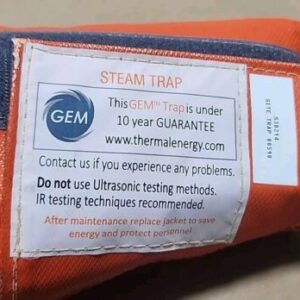 STEAM TRAP
GEM
This GEM™ Trap is under
10 year GUARANTEE
www.thermalenergy.com
Contact us if you experience any problems.
Do not use Ultrasonic testing methods.
IR testing techniques recommended.
After maintenance replace jacket to save
energy and protect personnel
SITE TRAP